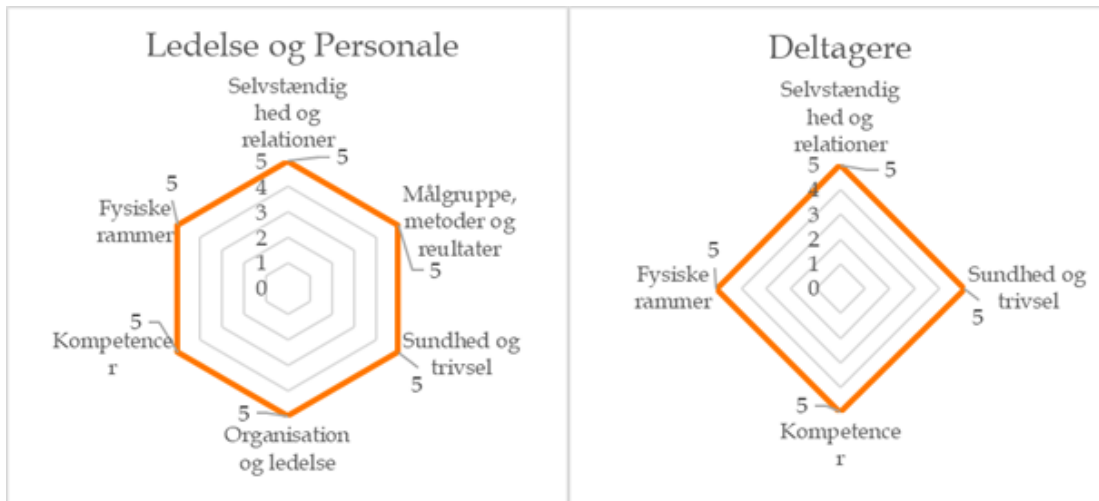 Ledelse og Personale
Selvstændig
hed og
relationer
5
5
4
3
2
1
0
Målgruppe,
metoder og
reultater
5
Sundhed og
trivsel
5
Organisation
og ledelse
5
Kompetence
r
5
Fysiske
rammer
5
Deltagere
Selvstændig
hed og
relationer
5
5
4
3
2
1
0
Sundhed og
trivsel
5
Kompetence
r
5
Fysiske
rammer
5